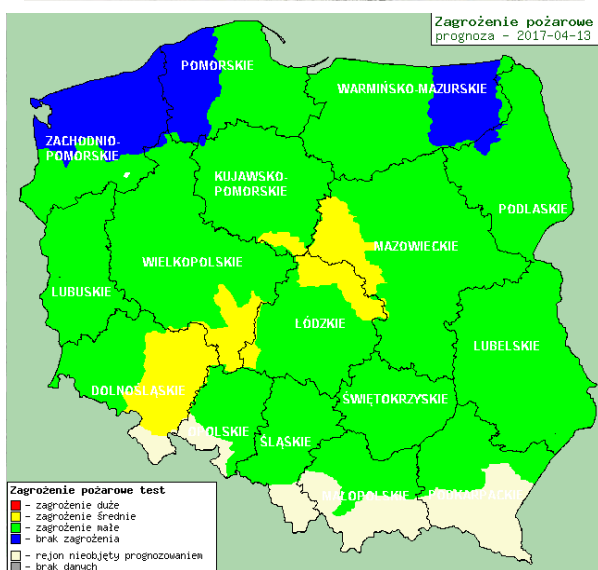 Zagrożenie pożarowe
prognoza - 2017-04-13
POMORSKIE
WARMIŃSKO-MAZURSKIE
ZACHODNIO-
POMORSKIE
KUJAWSKO-
POMORSKIE
PODLASKIE
MAZOWIECKIE
WIELKOPOLSKIE
LUBUSKIE
ŁÓDZKIE
LUBELSKIE
DOLNOŚLĄSKIE
ŚWIĘTOKRZYSKIE
OPOLSKIE
ŚLĄSKIE
MAŁOPOLSKIE
PODKARPACKIE
Zagrożenie pożarowe test
- zagrożenie duże
- zagrożenie średnie
- zagrożenie małe
- brak zagrożenia
- rejon nieobjęty prognozowaniem
- brak danych